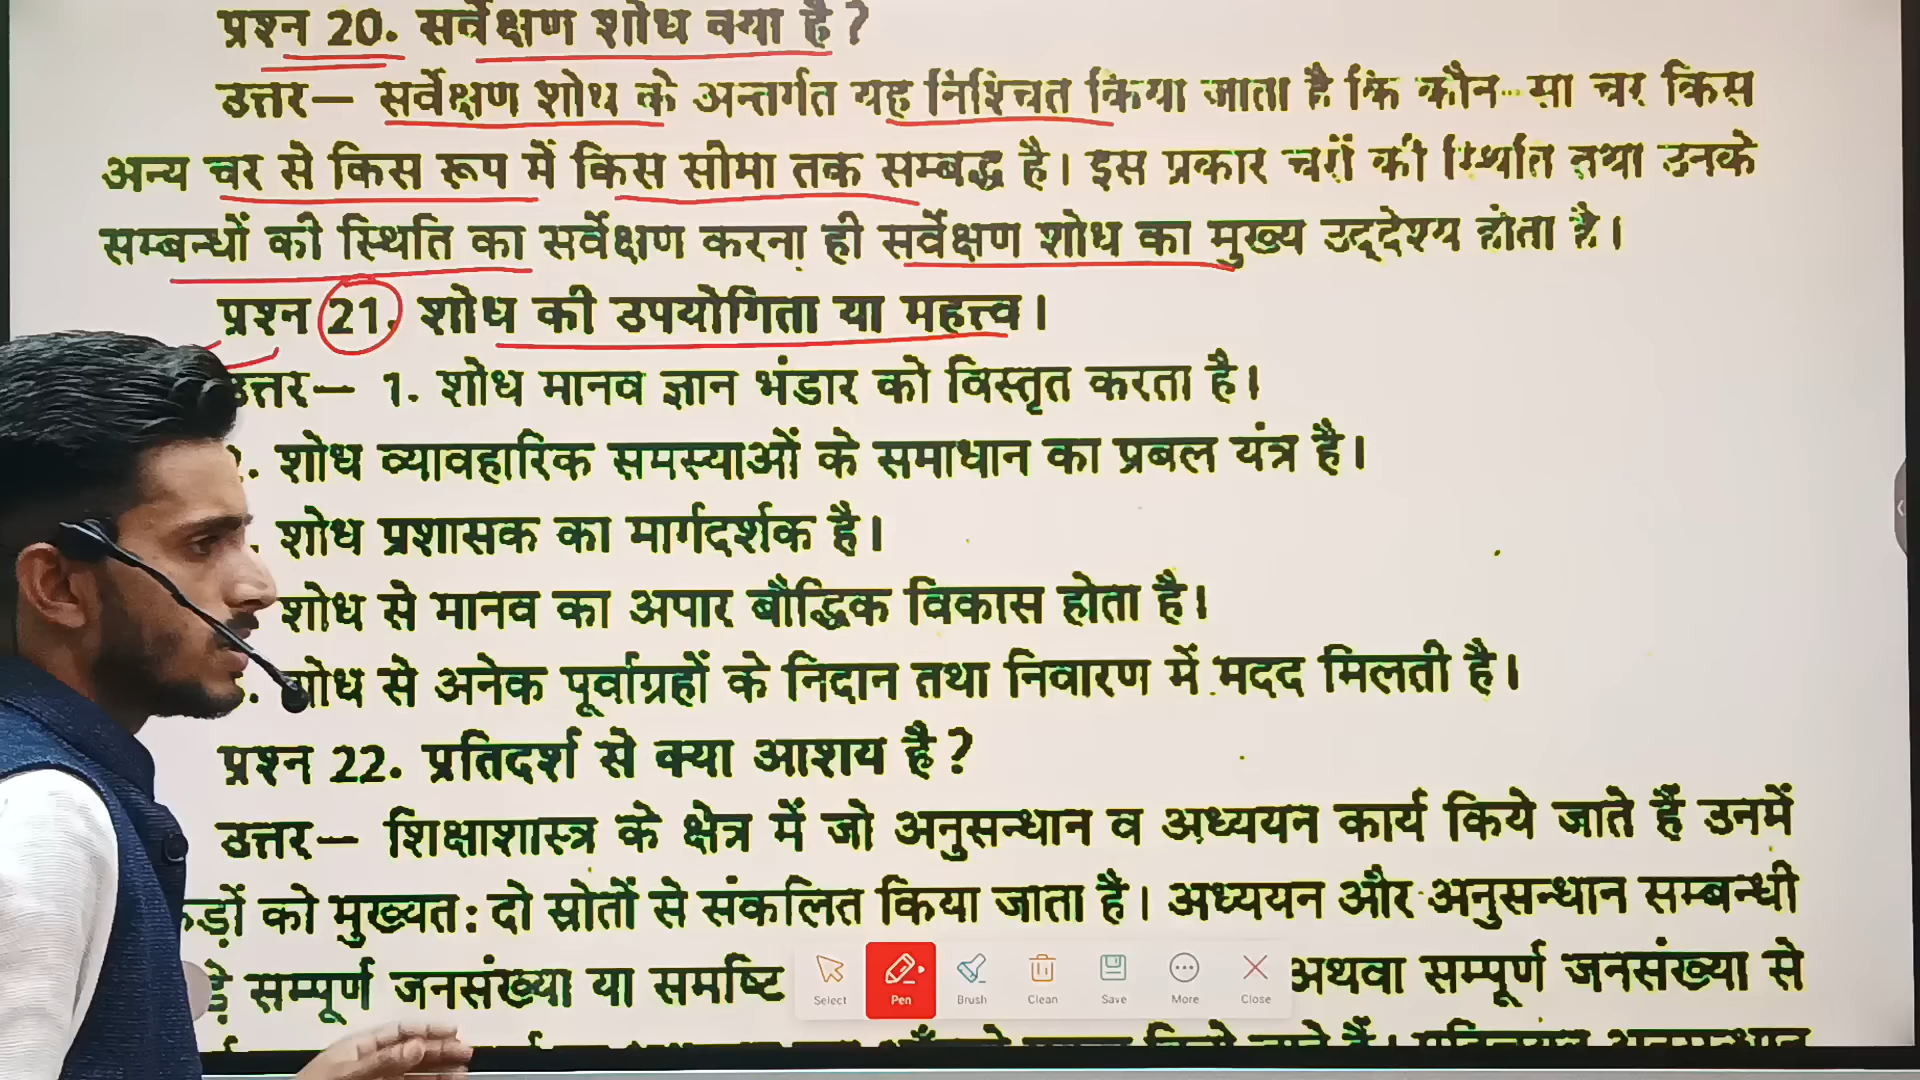 प्रश्न 20. सर्वेक्षण शोध क्या है ?
उत्तर— सर्वेक्षण शोध के अन्तर्गत यह निश्चित किया जाता है कि कौन-सा चर किस
अन्य चर से किस रूप में किस सीमा तक सम्बद्ध है। इस प्रकार चरों की स्थिति तथा उनके
सम्बन्धों की स्थिति का सर्वेक्षण करना ही सर्वेक्षण शोध का मुख्य उद्देश्य होता है।
प्रश्न 21. शोध की उपयोगिता या महत्त्व।
उत्तर— 1. शोध मानव ज्ञान भंडार को विस्तृत करता है।
शोध व्यावहारिक समस्याओं के समाधान का प्रबल यंत्र है।
शोध प्रशासक का मार्गदर्शक है।
शोध से मानव का अपार बौद्धिक विकास होता है।
शोध से अनेक पूर्वाग्रहों के निदान तथा निवारण में मदद मिलती है।
प्रश्न 22. प्रतिदर्श से क्या आशय है ?
उत्तर— शिक्षाशास्त्र के क्षेत्र में जो अनुसन्धान व अध्ययन कार्य किये जाते हैं उनमें
को मुख्यत: दो स्रोतों से संकलित किया जाता है। अध्ययन और अनुसन्धान सम्बन्धी
सम्पूर्ण जनसंख्या या समष्टि अथवा सम्पूर्ण जनसंख्या से
Select Pen Brush Clean Save More Close